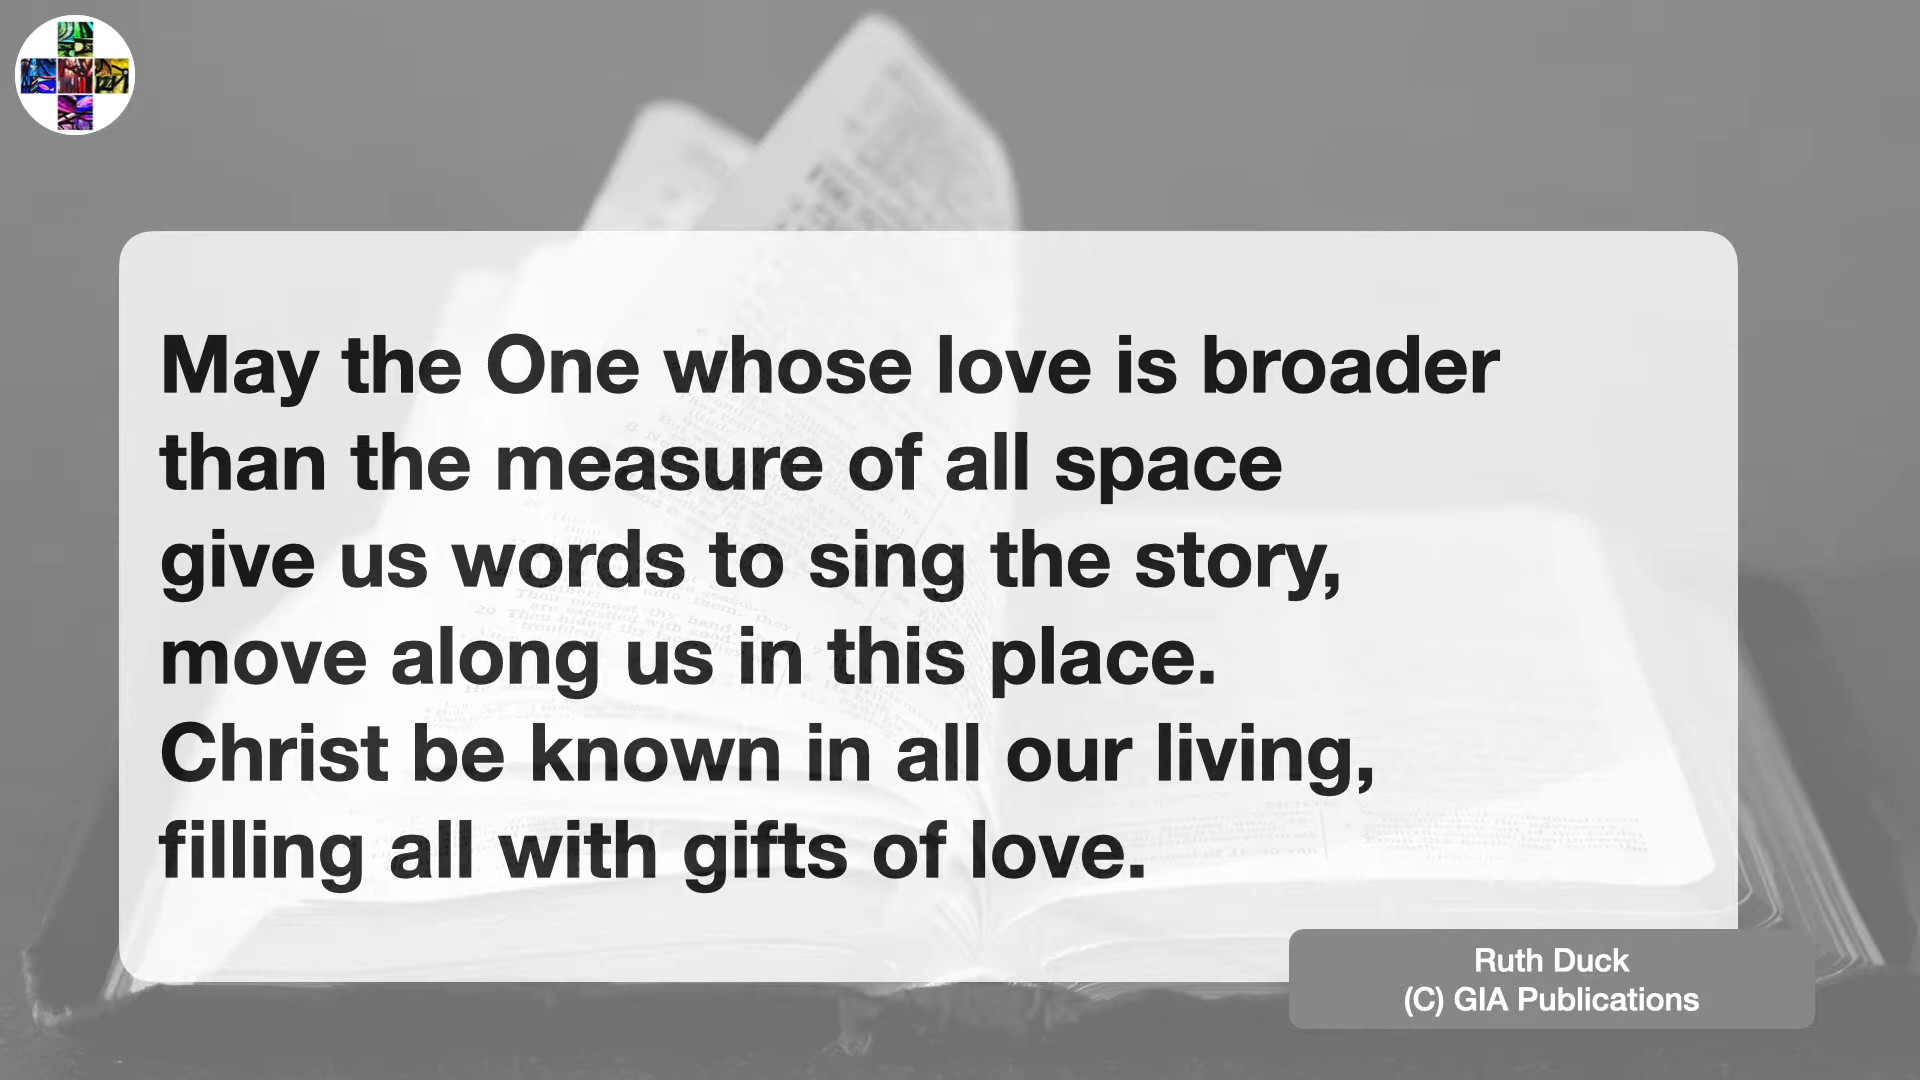 May the One whose love is broader
than the measure of all space
give us words to sing the story,
move along us in this place.
Christ be known in all our living,
filling all with gifts of love.
Ruth Duck
(C) GIA Publications